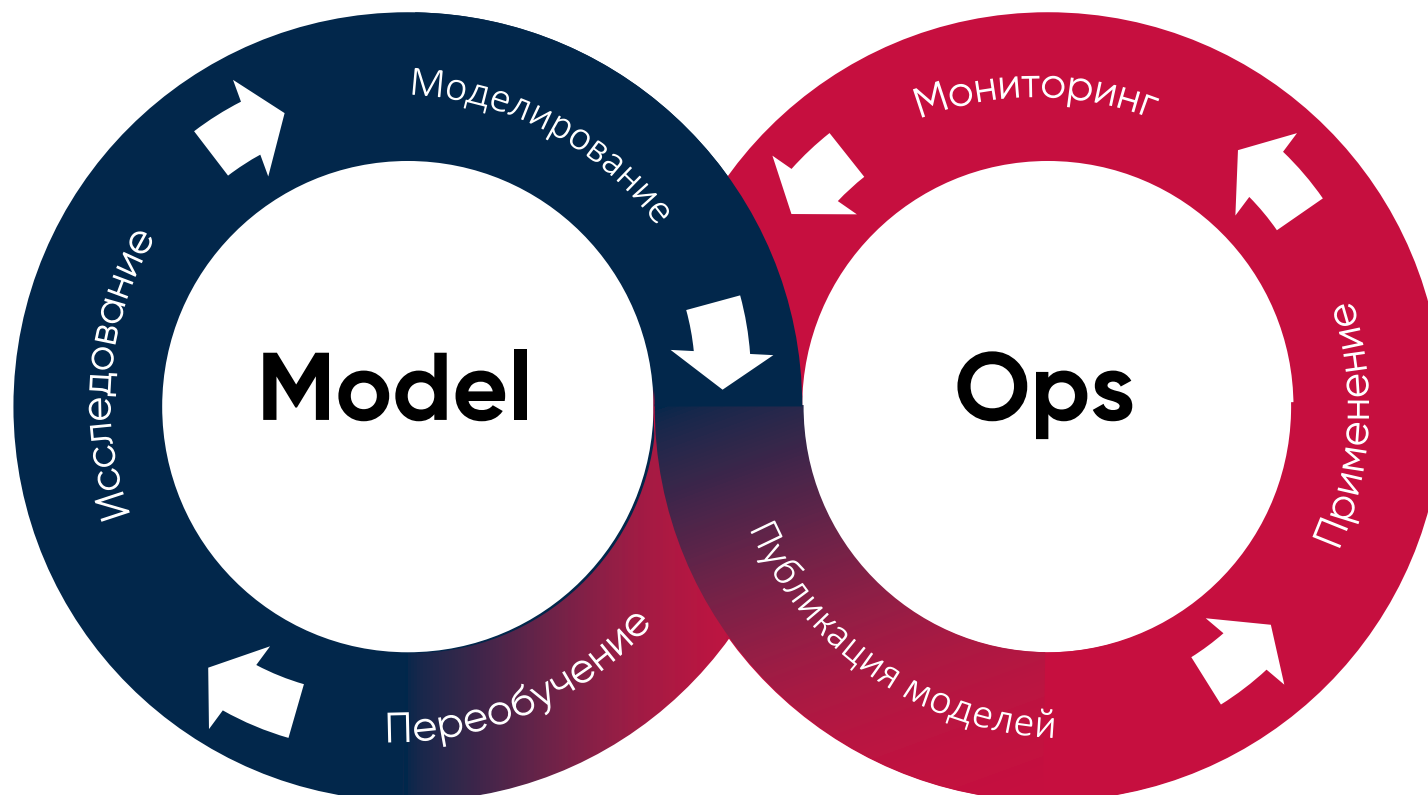 Моделирование
Мониторинг
Исследование
Model
Ops
Применение
Публикация моделей
Переобучение